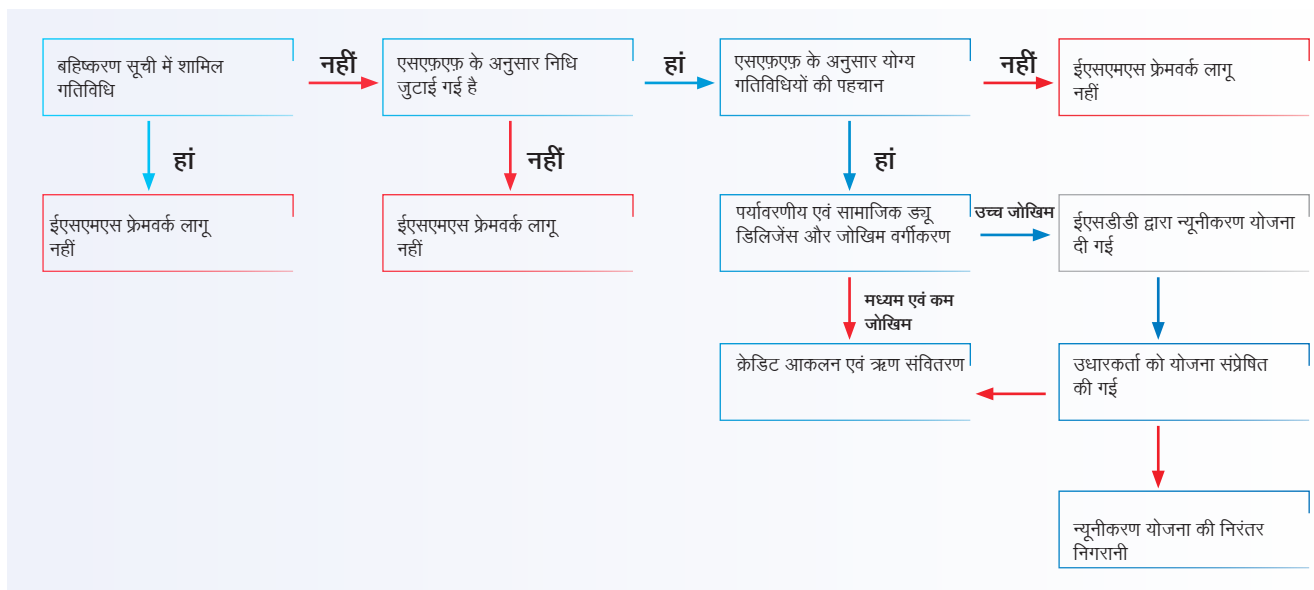 बहिष्करण सूची में शामिल
गतिविधि
नहीं
एसएफ़एफ़ के अनुसार निधि
जुटाई गई है
हां
एसएफ़एफ़ के अनुसार योग्य
गतिविधियों की पहचान
नहीं
ईएसएमएस फ्रेमवर्क लागू
नहीं
हां
नहीं
हां
ईएसएमएस फ्रेमवर्क लागू
नहीं
ईएसएमएस फ्रेमवर्क लागू
नहीं
पर्यावरणीय एवं सामाजिक ड्यू
डिलिजेंस और जोखिम वर्गीकरण
उच्च जोखिम
ईएसडीडी द्वारा न्यूनीकरण योजना
दी गई
मध्यम एवं कम
जोखिम
क्रेडिट आकलन एवं ऋण संवितरण
उधारकर्ता को योजना संप्रेषित
की गई
न्यूनीकरण योजना की निरंतर
निगरानी